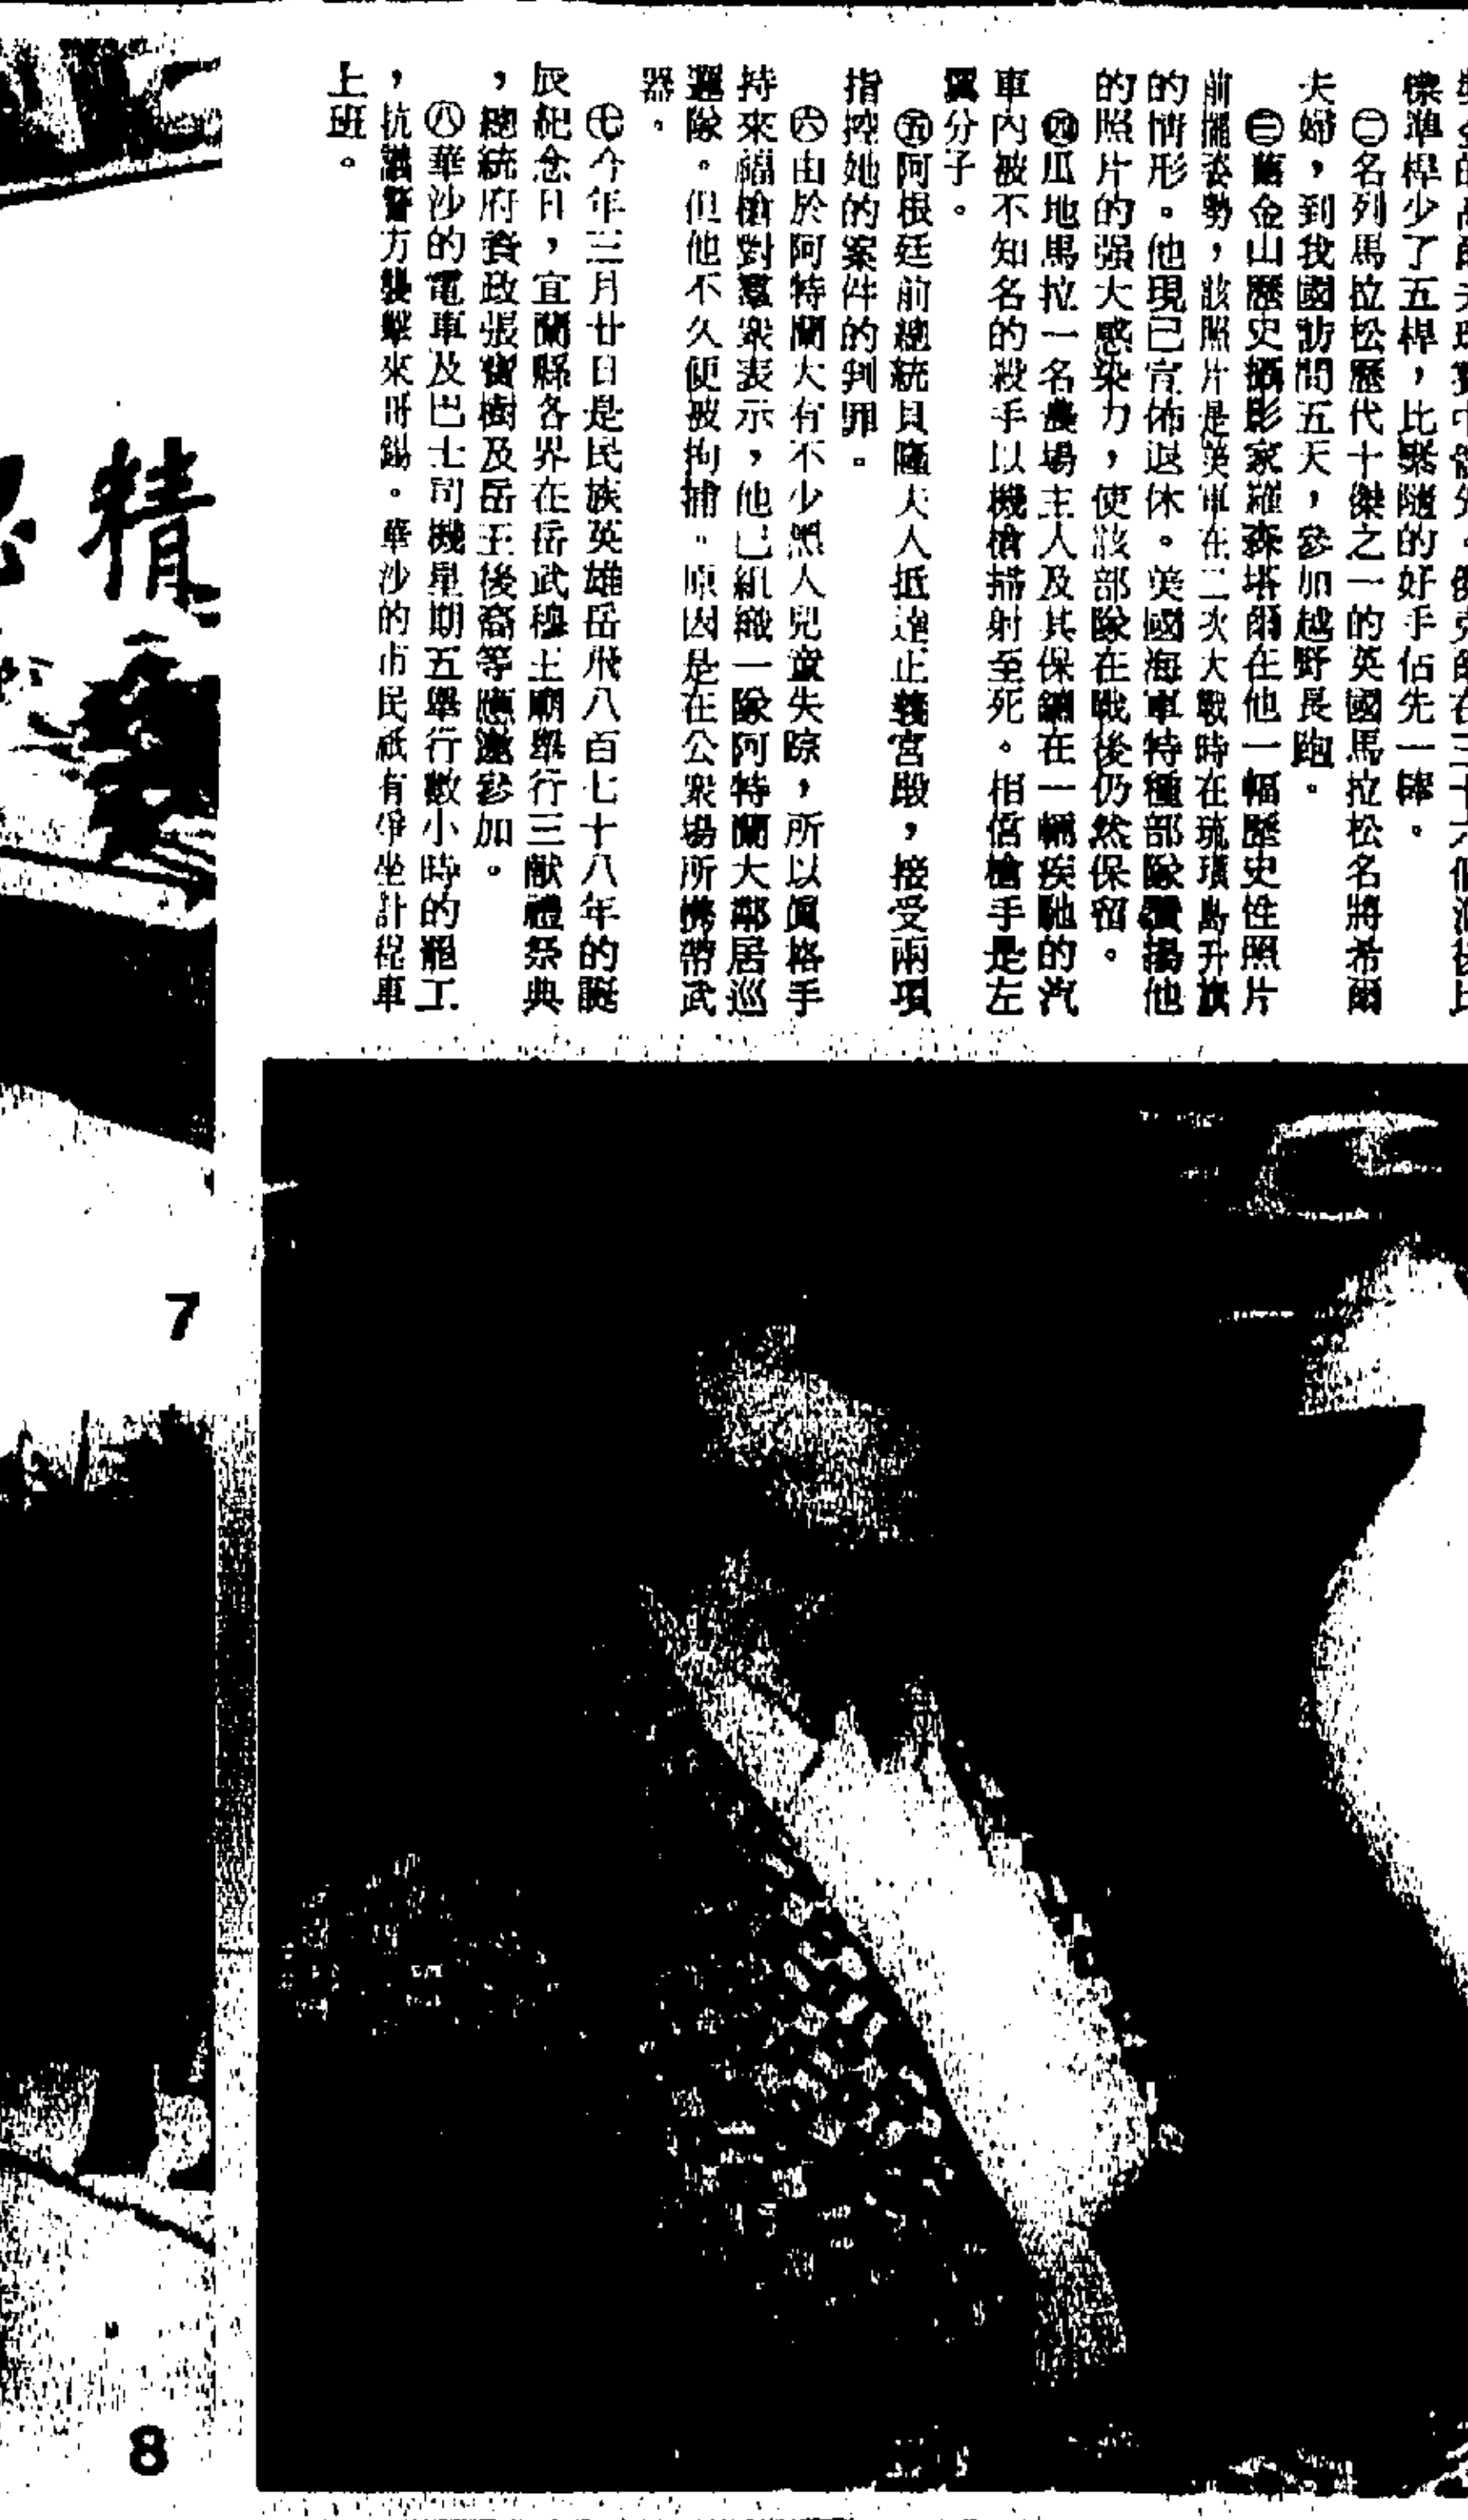 標準桿少了五桿，比緊隨的好手佔先一桿。
㊁名列馬拉松歷代十傑之一的英國馬拉松名將希爾
夫婦，到我國訪問五天，參加越野長跑。
㊂舊金山歷史攝影家羅森塔爾在他一幅歷史性照片
前擺姿勢，該照片是美軍在二次大戰時在琉璜島升旗
的情形。他現已宣佈退休。美國海軍特種部隊讚揚他
的照片的强大感染力，使該部隊在戰後仍然保留。
㊃瓜地馬拉一名農場主人及其保鑣在一輛疾馳的汽
車內被不知名的殺手以機槍掃射至死。相信槍手是左
翼分子。
㊄阿根廷前總統貝隆夫人抵達正義宮殿，接受兩項
指控她的案件的判罪。
㊅由於阿特蘭大有不少黑人兒童失踪，所以眞格手
持來福槍對羣衆表示，他已組織一隊阿特蘭大鄰居巡
邏隊。但他不久便被拘捕。原因是在公衆場所携帶武
器。
㊆今年三月廿日是民族英雄岳飛八百七十八年的誕
辰紀念日，宜蘭縣各界在岳武穆王廟舉行三献禮祭典
，總統府資政張寶樹及岳王後裔等應邀參加。
㊇華沙的電車及巴士司機星期五舉行數小時的罷工
，抗議警方襲擊來哥錫。華沙的市民祇有伊坐計程車
上班。
精
7
8